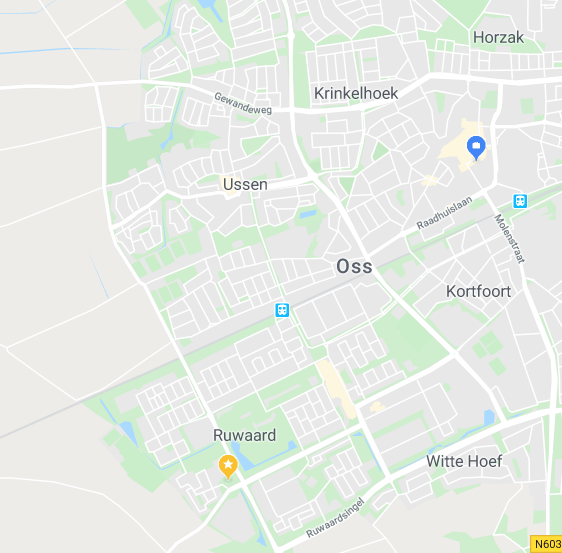 Horzak
Krinkelhoek
Gewandeweg
Ussen
Raadhuislaan
Molenstraat
Oss
Kortfoort
Ruwaard
Witte Hoef
Ruwaardsingel
N603